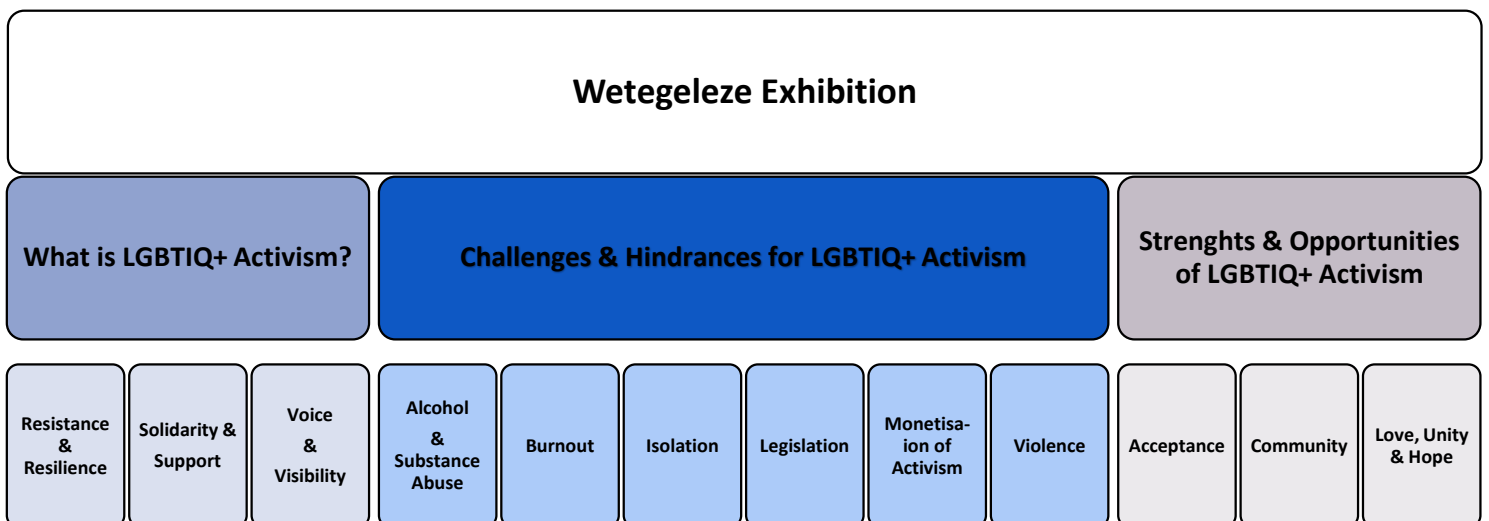 Wetegeleze Exhibition
What is LGBTIQ+ Activism?
Challenges & Hindrances for LGBTIQ+ Activism
Strenghts & Opportunities
of LGBTIQ+ Activism
Resistance
&
Resilience
Solidarity &
Support
Voice
&
Visibility
Alcohol
&
Substance
Abuse
Burnout
Isolation
Legislation
Monetisa-
ion of
Activism
Violence
Acceptance
Community
Love, Unity
& Hope